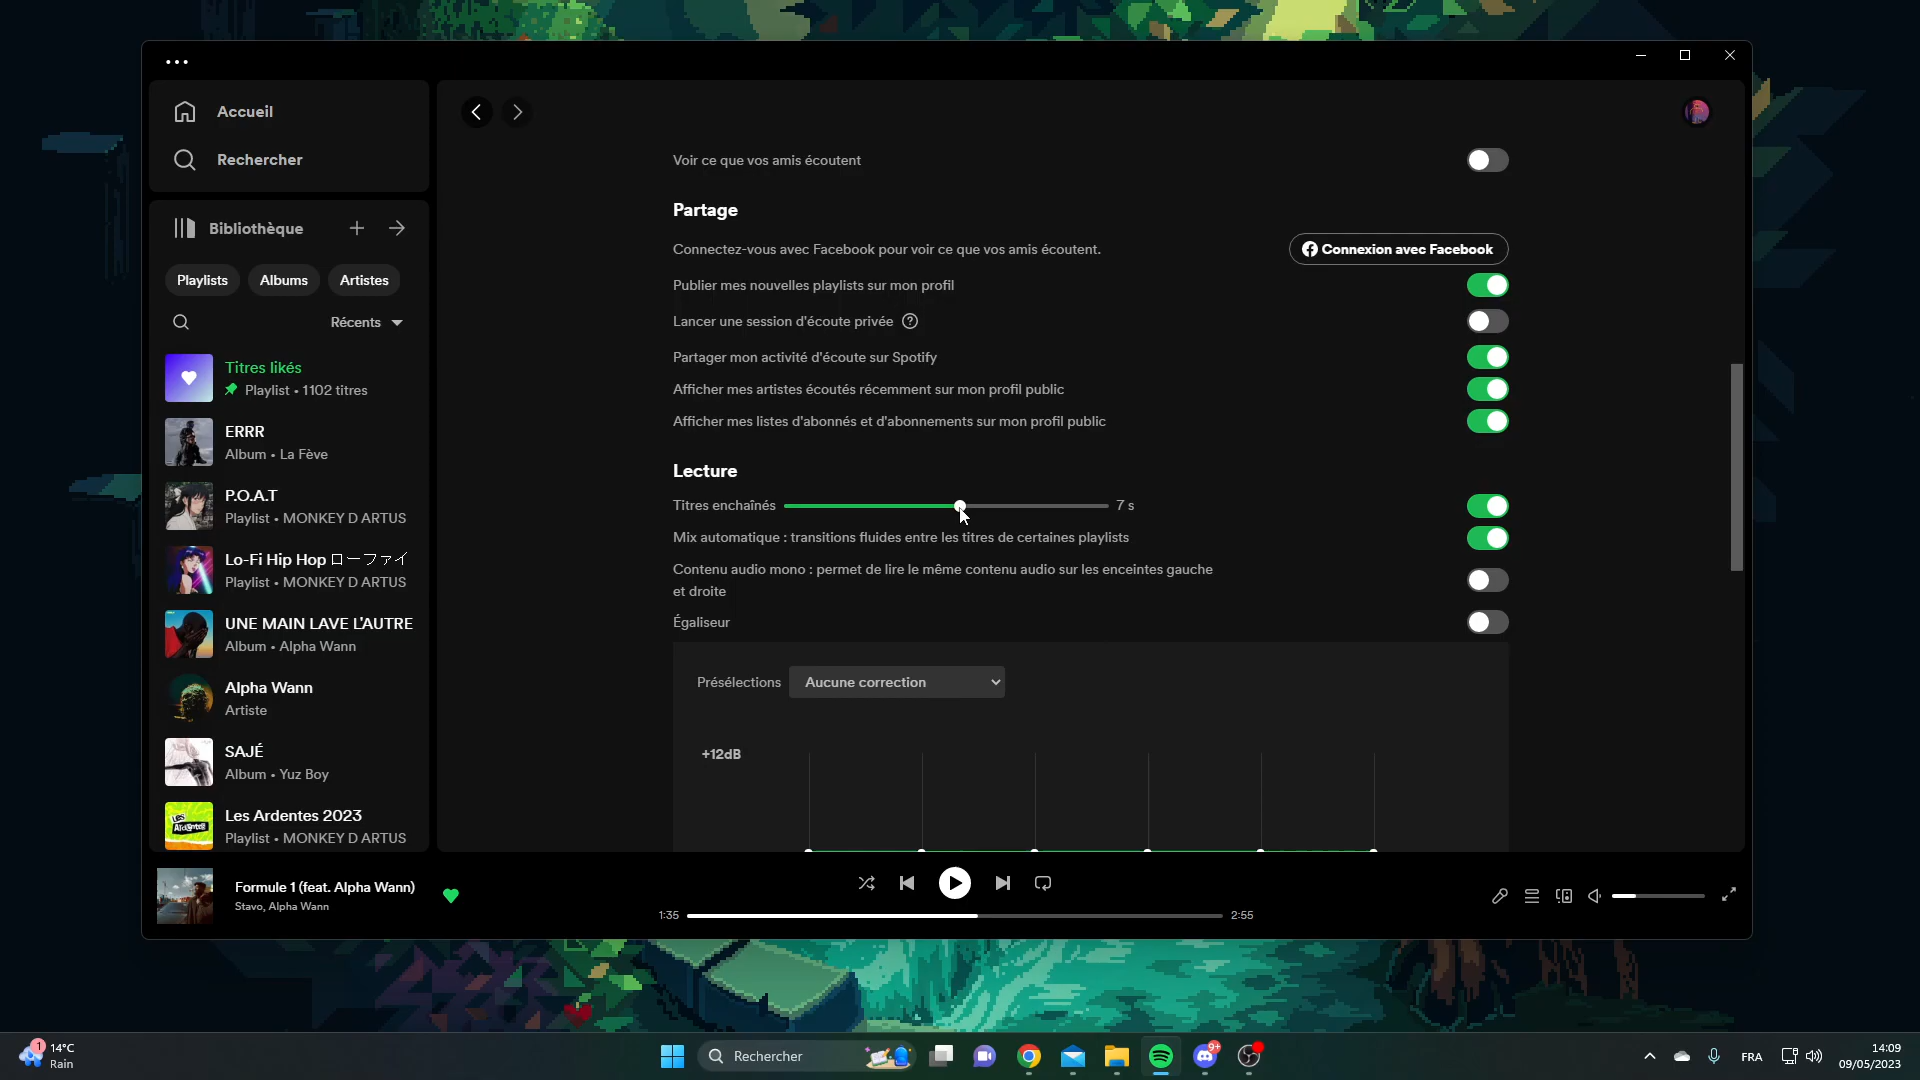 Accueil
Rechercher
Bibliothèque
Playlists
Albums
Artistes
Récents
Titres likés
Playlist • 1102 titres
ERRR
Album • La Fève
P.O.A.T
Playlist • MONKEY D ARTUS
Lo-Fi Hip Hop ローファイ
Playlist • MONKEY D ARTUS
UNE MAIN LAVE L'AUTRE
Album • Alpha Wann
Alpha Wann
Artiste
SAJÉ
Album • Yuz Boy
LES Ardentes
Les Ardentes 2023
Playlist • MONKEY D ARTUS
Voir ce que vos amis écoutent
Partage
Connectez-vous avec Facebook pour voir ce que vos amis écoutent.
Connexion avec Facebook
Publier mes nouvelles playlists sur mon profil
Lancer une session d'écoute privée ?
Partager mon activité d'écoute sur Spotify
Afficher mes artistes écoutés récemment sur mon profil public
Afficher mes listes d'abonnés et d'abonnements sur mon profil public
Lecture
Titres enchaînés 7 s
Mix automatique : transitions fluides entre les titres de certaines playlists
Contenu audio mono : permet de lire le même contenu audio sur les enceintes gauche
et droite
Égaliseur
Présélections Aucune correction
+12dB
Formule 1 (feat. Alpha Wann)
Stavo, Alpha Wann
1:35
2:55
1
14°C
Rain
Rechercher
9+
FRA
14:09
09/05/2023